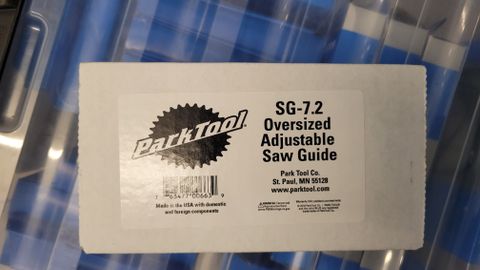 ParkTool
SG-7.2
Oversized
Adjustable
Saw Guide
Park Tool Co.
St. Paul, MN 55128
www.parktool.com
Made in the USA with domestic
and foreign components